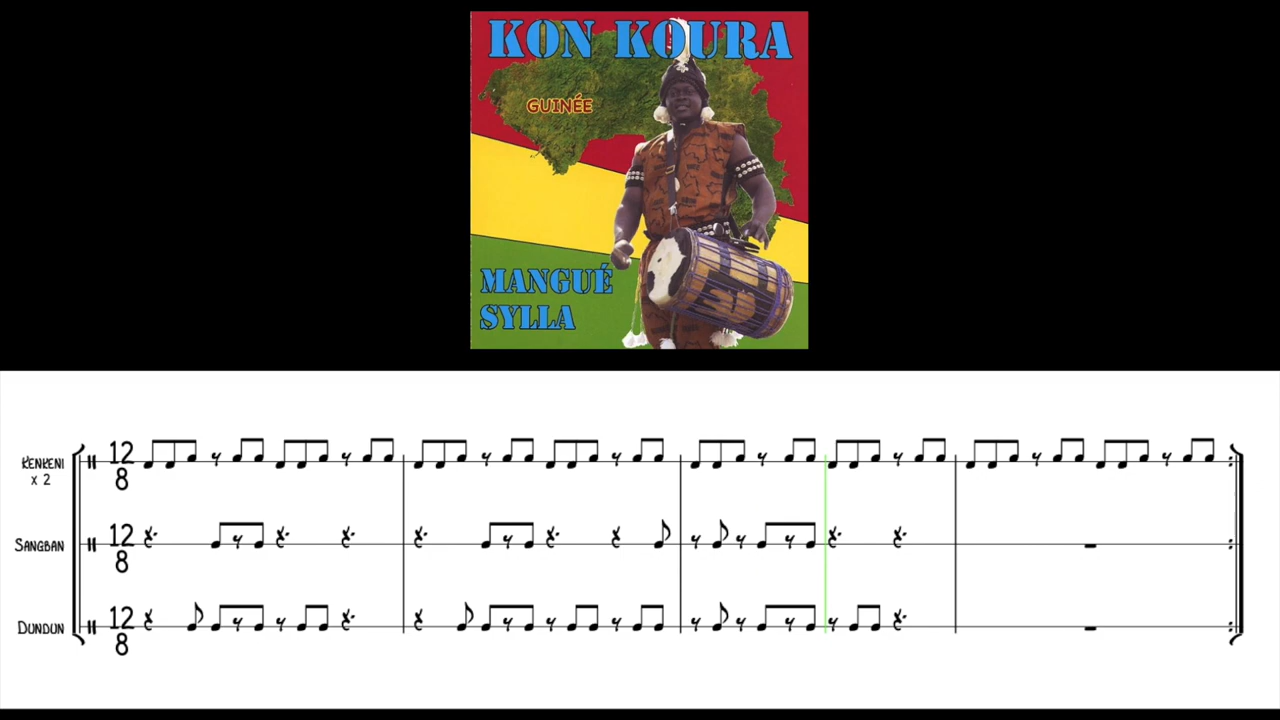 KON KOURA
GUINÉE
MANGUÉ
SYLLA
KENKENI
x 2
12
8
SANGBAN
12
8
DUNDUN
12
8